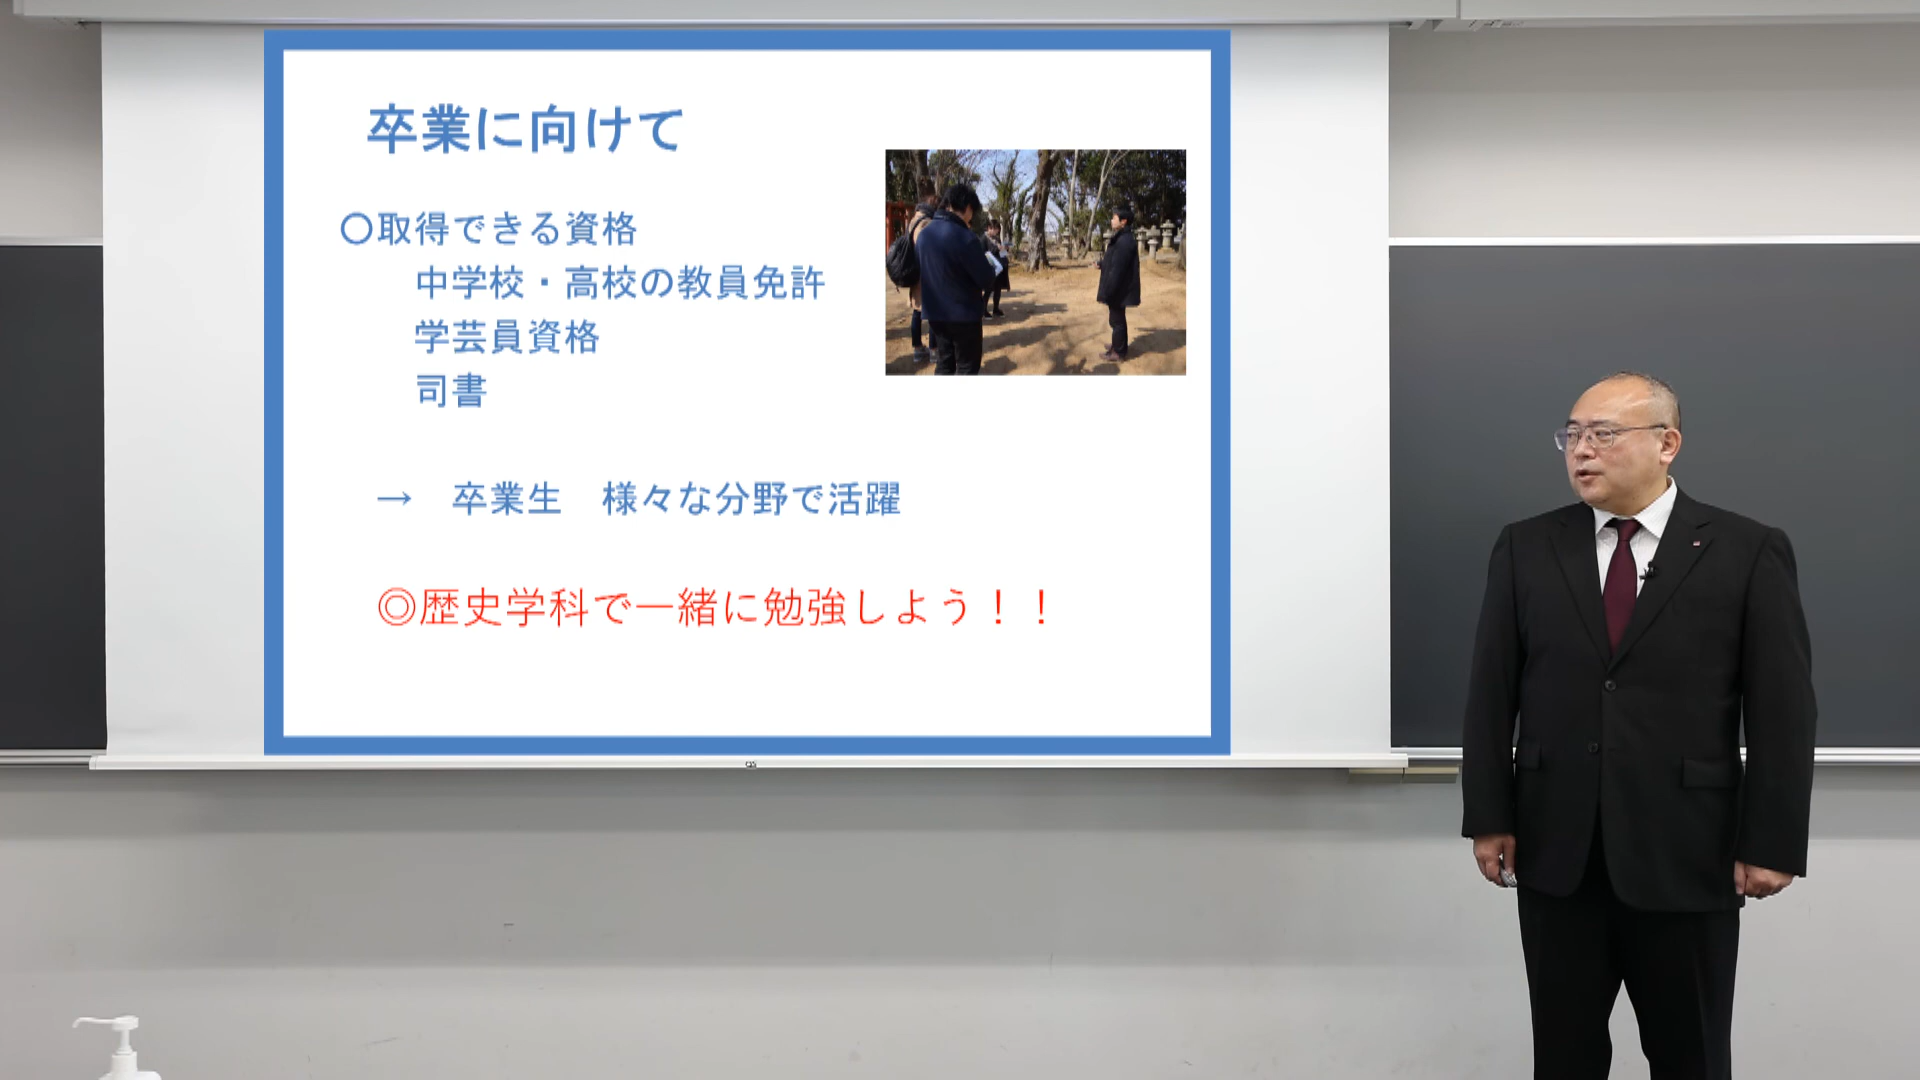 卒業に向けて
〇取得できる資格
中学校・高校の教員免許
学芸員資格
司書
→　卒業生　様々な分野で活躍
◎歴史学科で一緒に勉強しよう！！